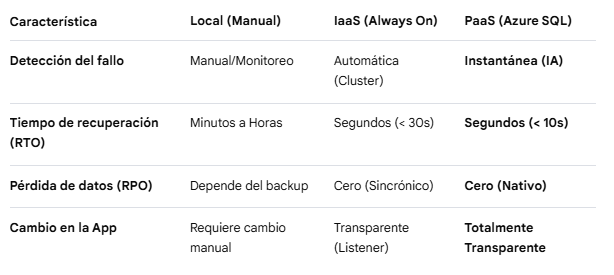 Característica Local (Manual) IaaS (Always On) PaaS (Azure SQL)
Detección del fallo Manual/Monitoreo Automática Instantánea (IA)
(Cluster)
Tiempo de recuperación Minutos a Horas Segundos (< 30s) Segundos (< 10s)
(RTO)
Pérdida de datos (RPO) Depende del backup Cero (Sincrónico) Cero (Nativo)
Cambio en la App Requiere cambio Transparente Totalmente
manual (Listener) Transparente